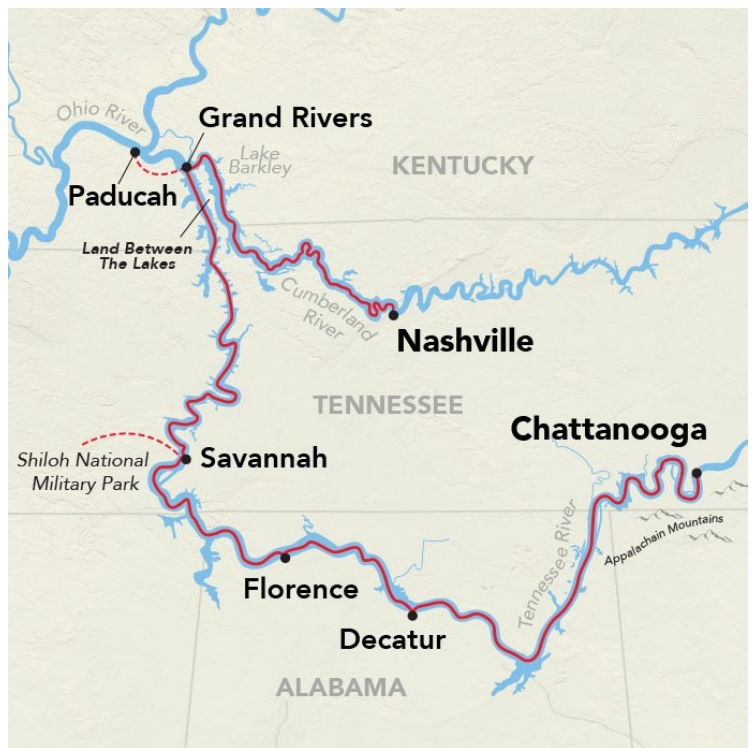 Ohio River
Grand Rivers
Lake
Barkley
KENTUCKY
Paducah
Land Between
The Lakes
Cumberland
River
Nashville
TENNESSEE
Chattanooga
Shiloh National
Military Park
Savannah
Tennessee River
Appalachain Mountains
Florence
Decatur
ALABAMA